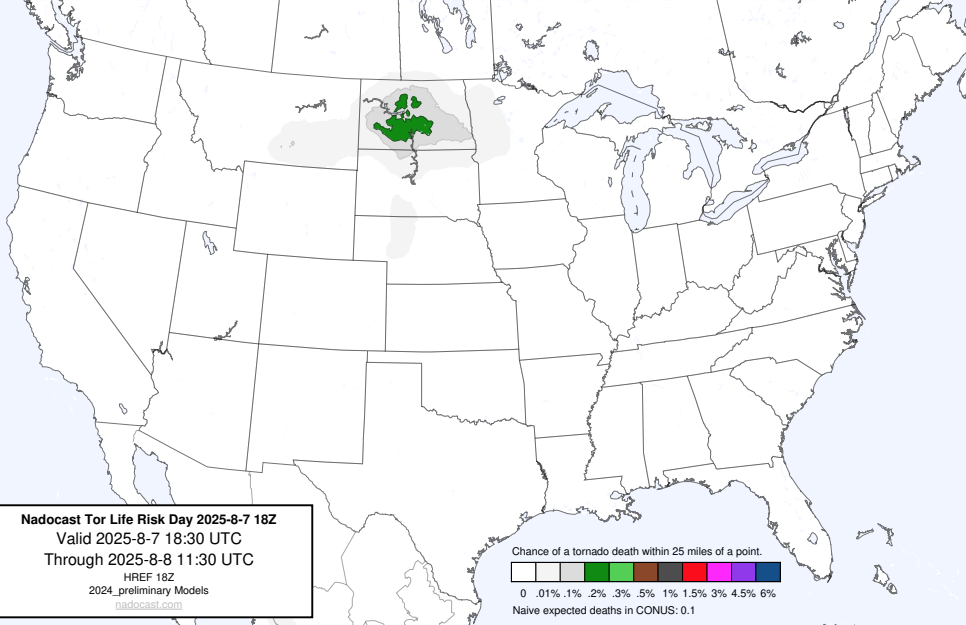 Nadocast Tor Life Risk Day 2025-8-7 18Z
Valid 2025-8-7 18:30 UTC
Through 2025-8-8 11:30 UTC
HREF 18Z
2024_preliminary Models
nadocast.com
Chance of a tornado death within 25 miles of a point.
0 .01% .1% .2% .3% .5% 1% 1.5% 3% 4.5% 6%
Naive expected deaths in CONUS: 0.1